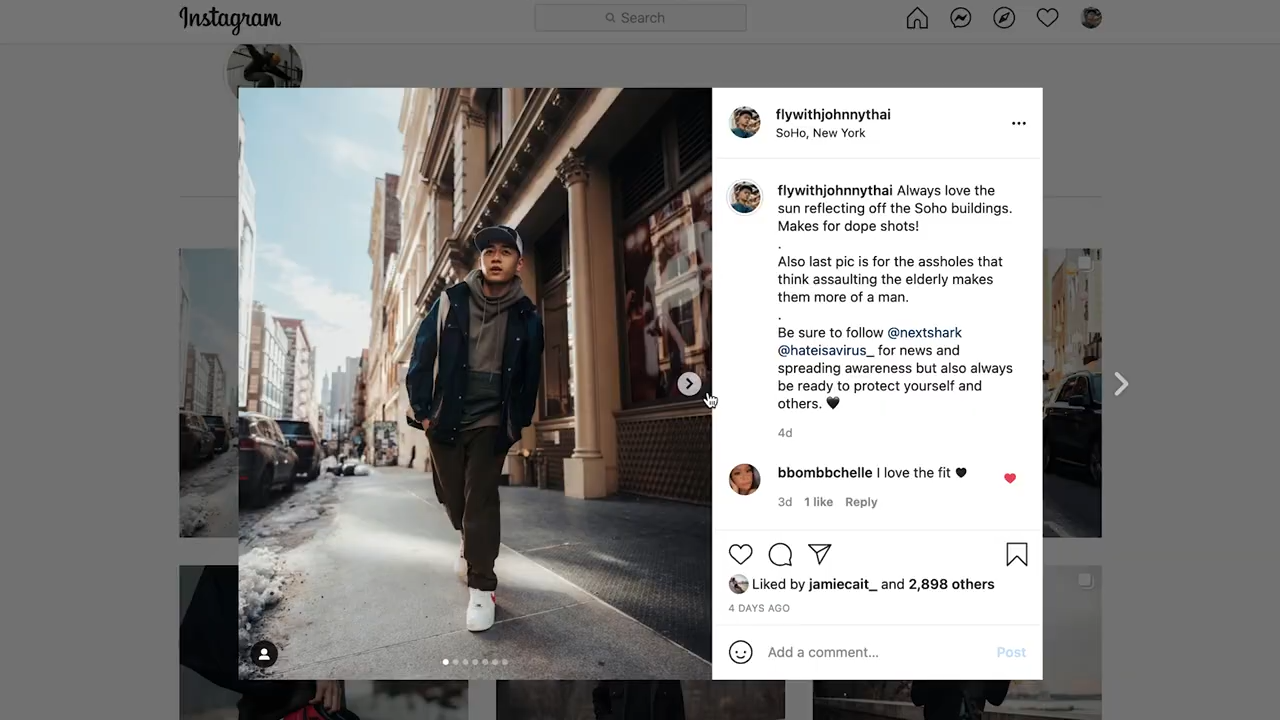 Instagram
Search
flywithjohnnythai
SoHo, New York
flywithjohnnythai Always love the
sun reflecting off the Soho buildings.
Makes for dope shots!
.
Also last pic is for the assholes that
think assaulting the elderly makes
them more of a man.
.
Be sure to follow @nextshark
@hateisavirus_ for news and
spreading awareness but also always
be ready to protect yourself and
others. 🖤
4d
bbombbchelle I love the fit 🖤
3d 1 like Reply
Liked by jamiecait_ and 2,898 others
4 DAYS AGO
Add a comment...
Post